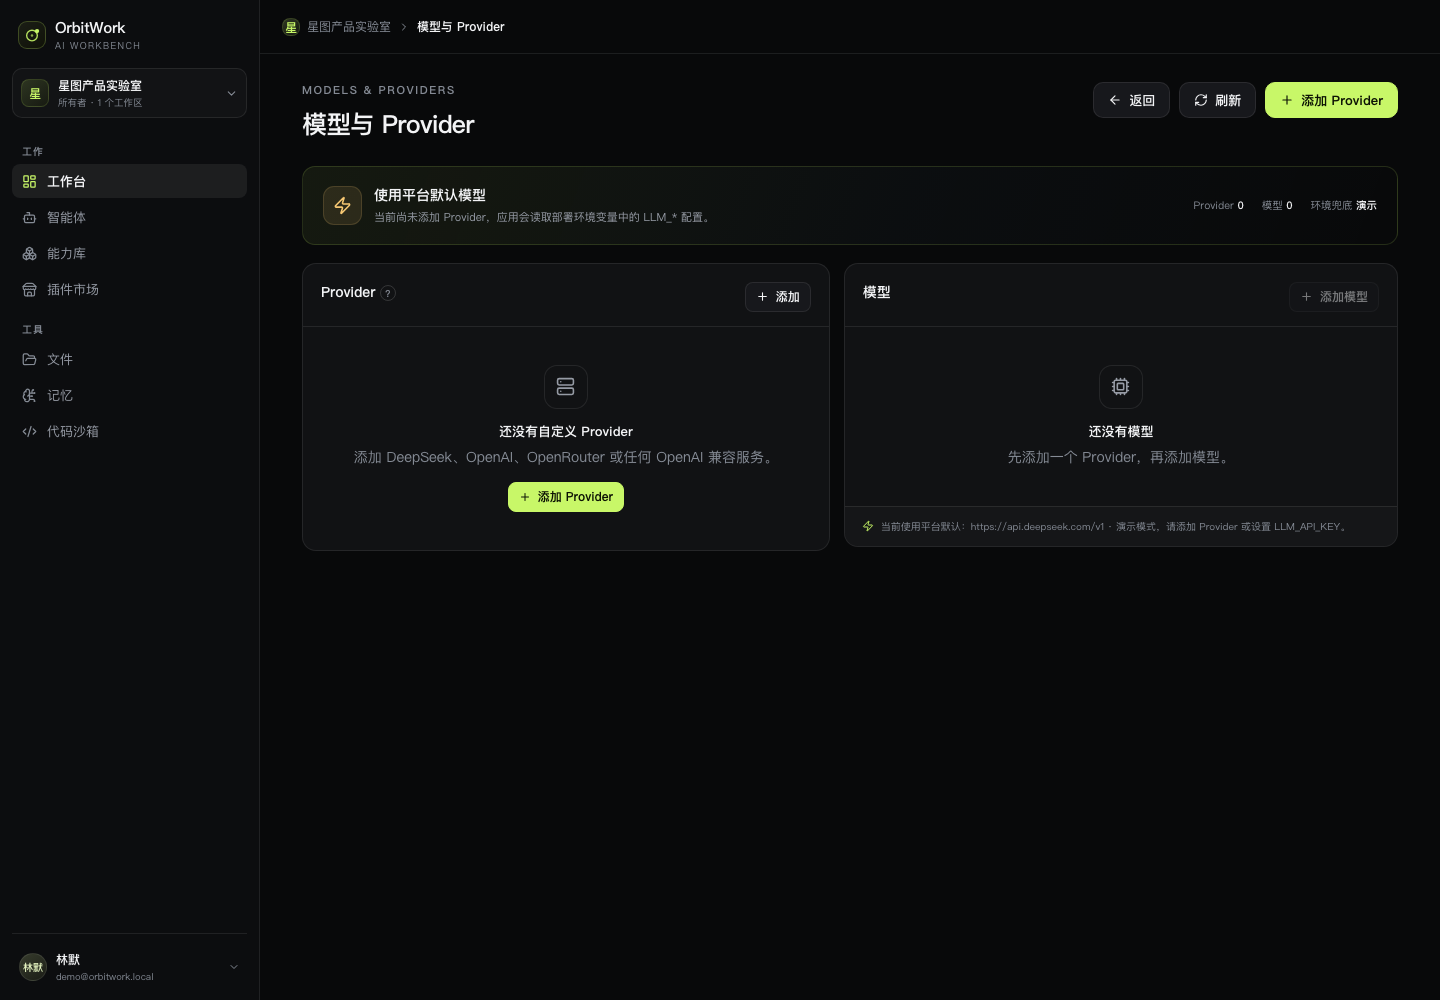 OrbitWork
AI WORKBENCH
星
星图产品实验室
所有者 · 1 个工作区
工作
工作台
智能体
能力库
插件市场
工具
文件
记忆
代码沙箱
林默
林默
demo@orbitwork.local
星 星图产品实验室 模型与 Provider
MODELS & PROVIDERS
模型与 Provider
返回
刷新
添加 Provider
使用平台默认模型
当前尚未添加 Provider，应用会读取部署环境变量中的 LLM_* 配置。
Provider 0 模型 0 环境兜底 演示
Provider ?
添加
还没有自定义 Provider
添加 DeepSeek、OpenAI、OpenRouter 或任何 OpenAI 兼容服务。
添加 Provider
模型
添加模型
还没有模型
先添加一个 Provider，再添加模型。
当前使用平台默认：https://api.deepseek.com/v1 · 演示模式，请添加 Provider 或设置 LLM_API_KEY。